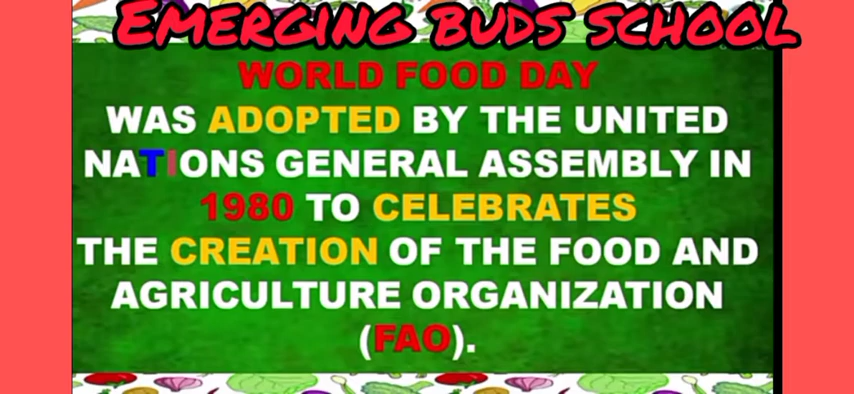 EMERGING BUDS SCHOOL
WORLD FOOD DAY
WAS ADOPTED BY THE UNITED
NATIONS GENERAL ASSEMBLY IN
1980 TO CELEBRATES
THE CREATION OF THE FOOD AND
AGRICULTURE ORGANIZATION
(FAO).